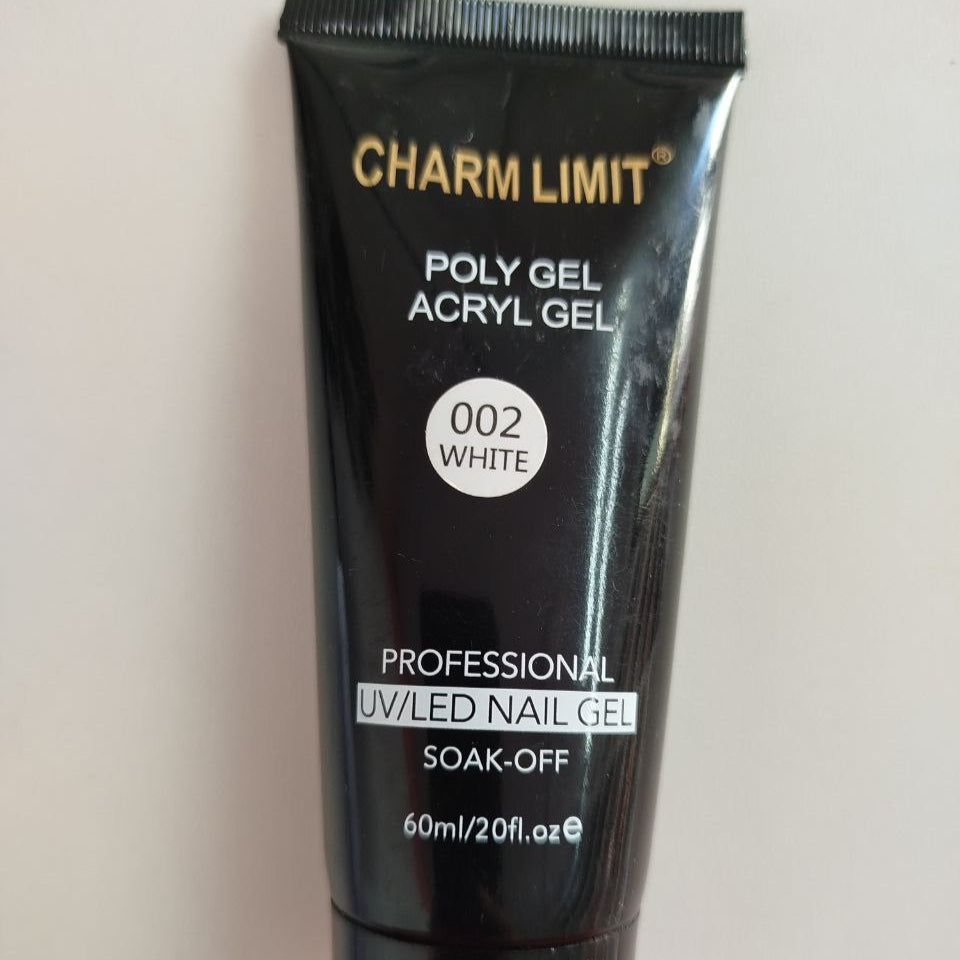 CHARM LIMIT®
POLY GEL
ACRYL GEL
002
WHITE
PROFESSIONAL
UV/LED NAIL GEL
SOAK-OFF
60ml/20fl.oz℮